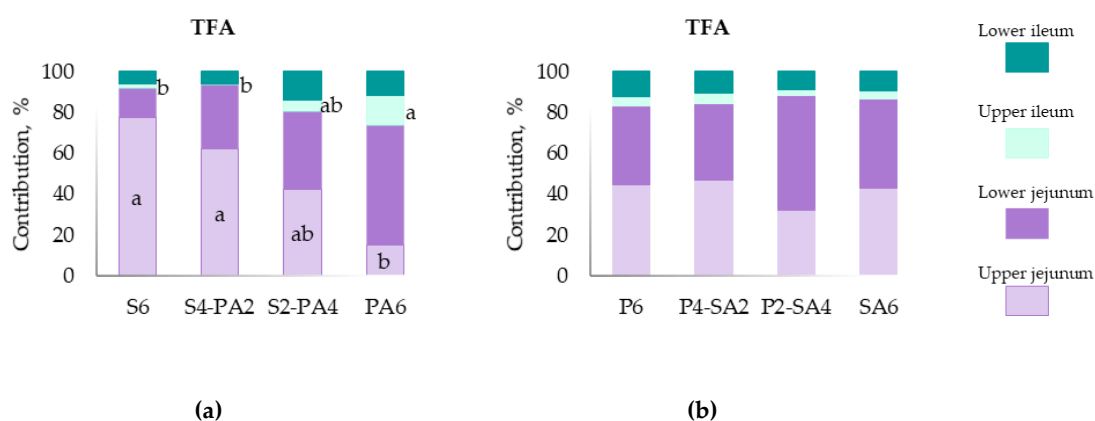 TFA
Contribution, %
100
80
60
40
20
0
b
b
ab
a
a
a
ab
b
S6 S4-PA2 S2-PA4 PA6
(a)
TFA
Contribution, %
100
80
60
40
20
0
P6 P4-SA2 P2-SA4 SA6
(b)
Lower ileum
Upper ileum
Lower jejunum
Upper jejunum